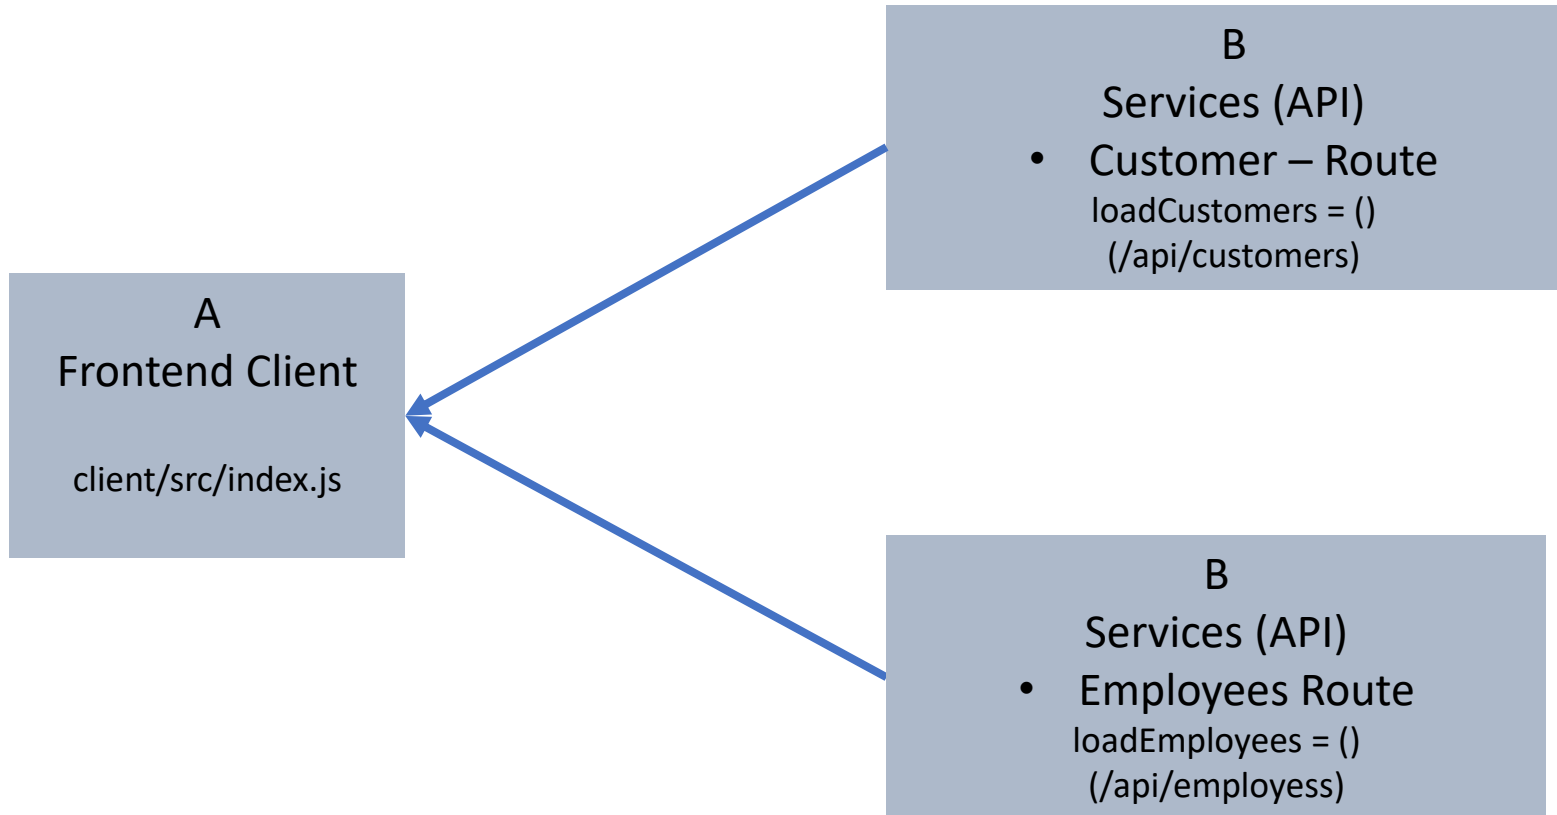 A
Frontend Client
client/src/index.js
B
Services (API)
• Customer – Route
loadCustomers = ()
(/api/customers)
B
Services (API)
• Employees Route
loadEmployees = ()
(/api/employess)